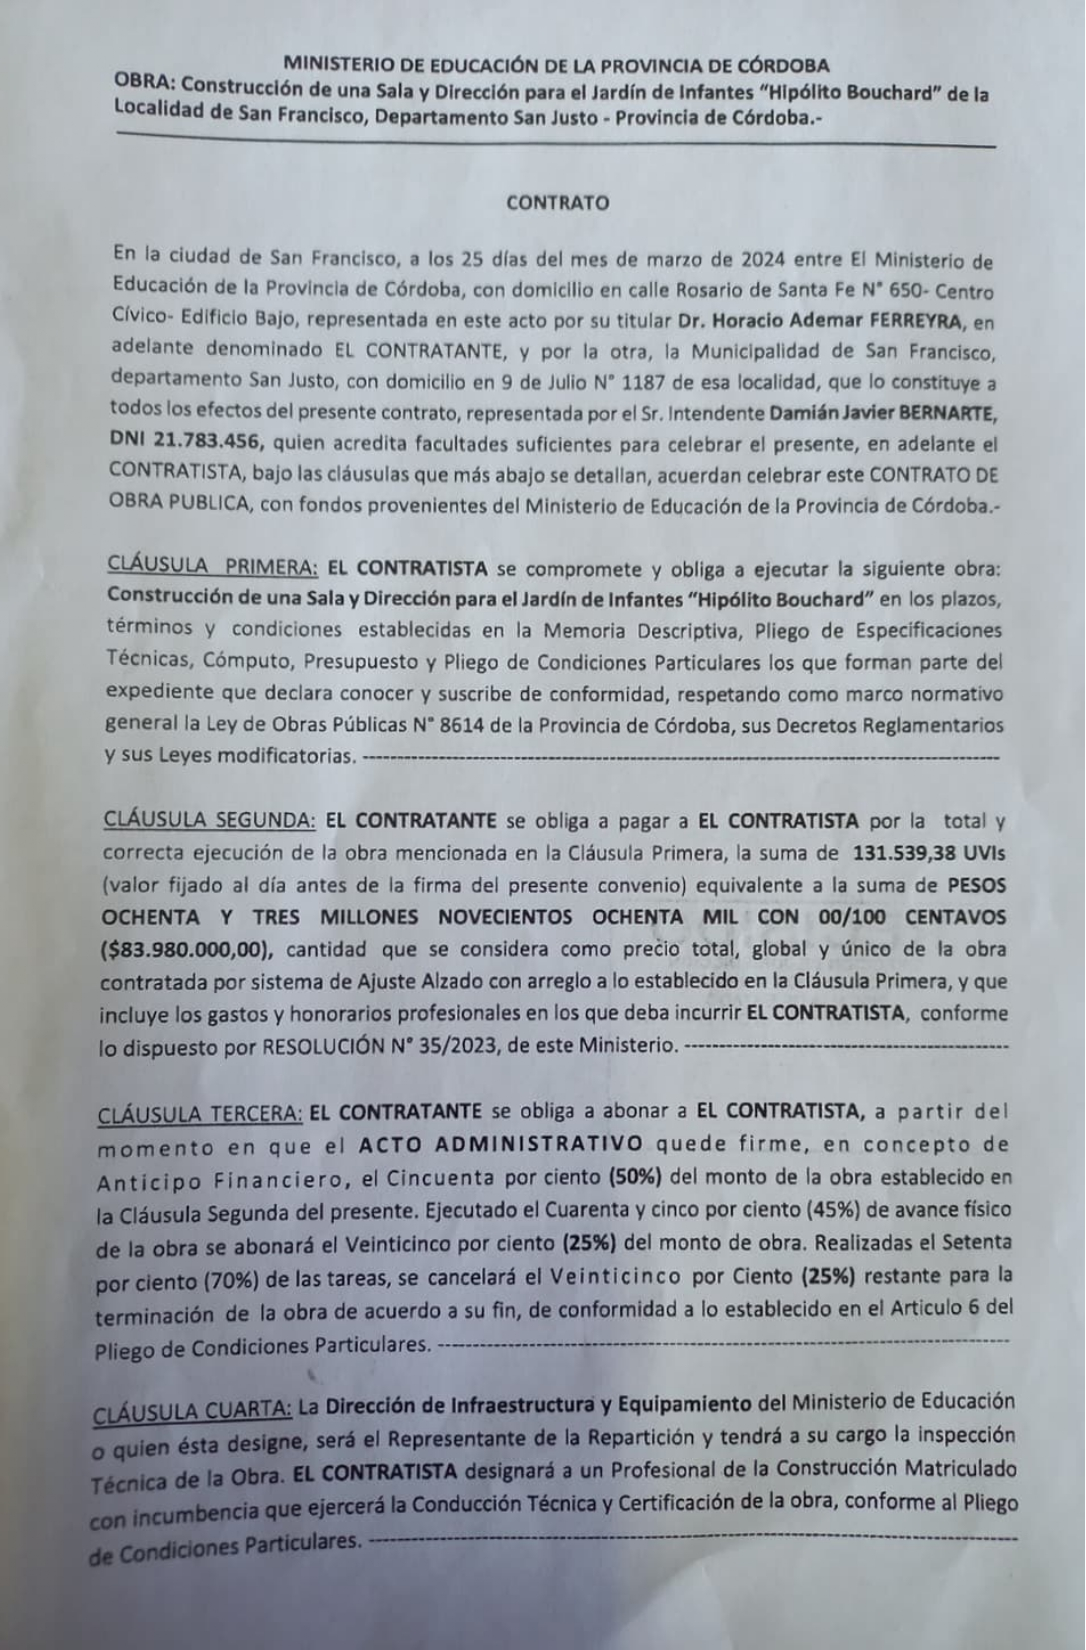 MINISTERIO DE EDUCACIÓN DE LA PROVINCIA DE CÓRDOBA
OBRA: Construcción de una Sala y Dirección para el Jardín de Infantes “Hipólito Bouchard” de la
Localidad de San Francisco, Departamento San Justo - Provincia de Córdoba.-
CONTRATO
En la ciudad de San Francisco, a los 25 días del mes de marzo de 2024 entre El Ministerio de
Educación de la Provincia de Córdoba, con domicilio en calle Rosario de Santa Fe N° 650- Centro
Cívico- Edificio Bajo, representada en este acto por su titular Dr. Horacio Ademar FERREYRA, en
adelante denominado EL CONTRATANTE, y por la otra, la Municipalidad de San Francisco,
departamento San Justo, con domicilio en 9 de Julio N° 1187 de esa localidad, que lo constituye a
todos los efectos del presente contrato, representada por el Sr. Intendente Damián Javier BERNARTE,
DNI 21.783.456, quien acredita facultades suficientes para celebrar el presente, en adelante el
CONTRATISTA, bajo las cláusulas que más abajo se detallan, acuerdan celebrar este CONTRATO DE
OBRA PUBLICA, con fondos provenientes del Ministerio de Educación de la Provincia de Córdoba.-
CLÁUSULA PRIMERA: EL CONTRATISTA se compromete y obliga a ejecutar la siguiente obra:
Construcción de una Sala y Dirección para el Jardín de Infantes “Hipólito Bouchard” en los plazos,
términos y condiciones establecidas en la Memoria Descriptiva, Pliego de Especificaciones
Técnicas, Cómputo, Presupuesto y Pliego de Condiciones Particulares los que forman parte del
expediente que declara conocer y suscribe de conformidad, respetando como marco normativo
general la Ley de Obras Públicas N° 8614 de la Provincia de Córdoba, sus Decretos Reglamentarios
y sus Leyes modificatorias. ----------
CLÁUSULA SEGUNDA: EL CONTRATANTE se obliga a pagar a EL CONTRATISTA por la total y
correcta ejecución de la obra mencionada en la Cláusula Primera, la suma de 131.539,38 UVIs
(valor fijado al día antes de la firma del presente convenio) equivalente a la suma de PESOS
OCHENTA Y TRES MILLONES NOVECIENTOS OCHENTA MIL CON 00/100 CENTAVOS
($83.980.000,00), cantidad que se considera como precio total, global y único de la obra
contratada por sistema de Ajuste Alzado con arreglo a lo establecido en la Cláusula Primera, y que
incluye los gastos y honorarios profesionales en los que deba incurrir EL CONTRATISTA, conforme
lo dispuesto por RESOLUCIÓN N° 35/2023, de este Ministerio. ----------
CLÁUSULA TERCERA: EL CONTRATANTE se obliga a abonar a EL CONTRATISTA, a partir del
momento en que el ACTO ADMINISTRATIVO quede firme, en concepto de
Anticipo Financiero, el Cincuenta por ciento (50%) del monto de la obra establecido en
la Cláusula Segunda del presente. Ejecutado el Cuarenta y cinco por ciento (45%) de avance físico
de la obra se abonará el Veinticinco por ciento (25%) del monto de obra. Realizadas el Setenta
por ciento (70%) de las tareas, se cancelará el Veinticinco por Ciento (25%) restante para la
terminación de la obra de acuerdo a su fin, de conformidad a lo establecido en el Articulo 6 del
Pliego de Condiciones Particulares. ----------
CLÁUSULA CUARTA: La Dirección de Infraestructura y Equipamiento del Ministerio de Educación
o quien ésta designe, será el Representante de la Repartición y tendrá a su cargo la inspección
Técnica de la Obra. EL CONTRATISTA designará a un Profesional de la Construcción Matriculado
con incumbencia que ejercerá la Conducción Técnica y Certificación de la obra, conforme al Pliego
de Condiciones Particulares. ----------